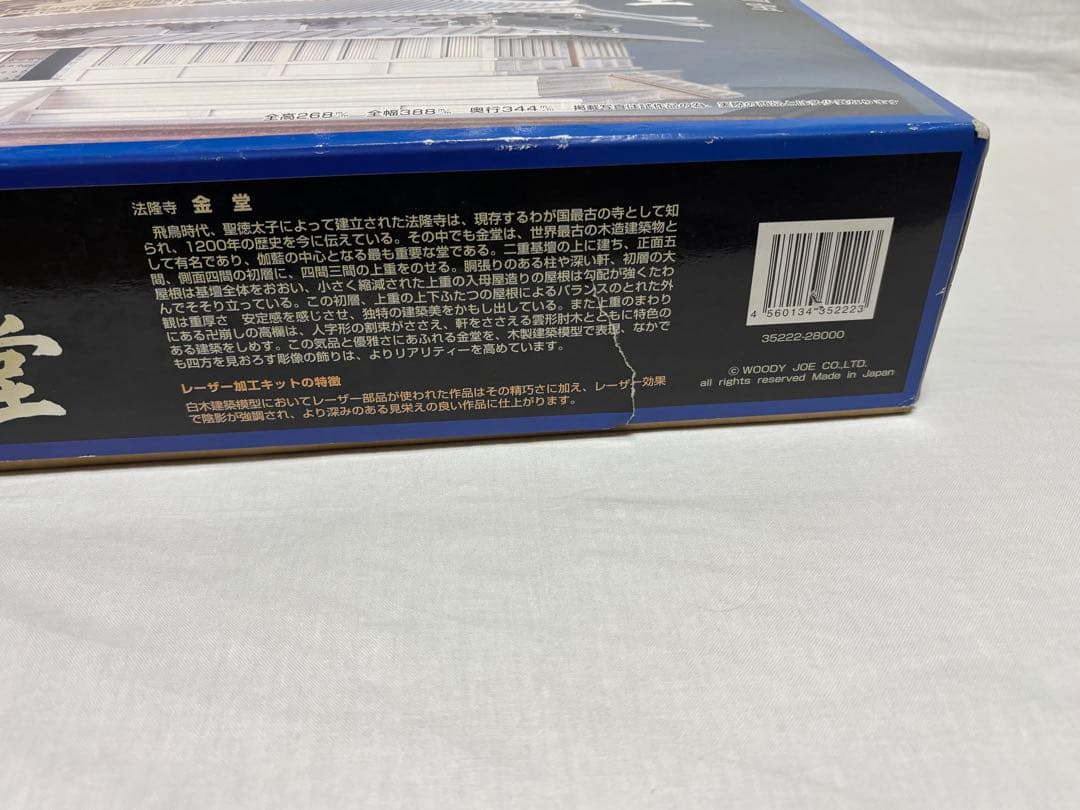 全高268m/m 全幅388m/m 奥行344m/m 掲載写真は試作品の為、実際の商品とは多少異なります
法隆寺 金堂
飛鳥時代、聖徳太子によって建立された法隆寺は、現存するわが国最古の寺として知
られ、1200年の歴史を今に伝えている。その中でも金堂は、世界最古の木造建築物と
して有名であり、伽藍の中心となる最も重要な堂である。二重基壇の上に建ち、正面五
間、側面四間の初層に、四間三間の上重をのせる。胴張りのある柱や深い軒、初層の大
屋根は基壇全体をおおい、小さく縮減された上重の入母屋造りの屋根は勾配が強くたわ
んでそそり立っている。この初層、上重の上下ふたつの屋根によるバランスのとれた外
観は重厚さ 安定感を感じさせ、独特の建築美をかもし出している。また上重のまわり
にある卍崩しの高欄は、人字形の割束がささえ、軒をささえる雲形肘木とともに特色の
ある建築をしめす。この気品と優雅さにあふれる金堂を、木製建築模型で表現、なかで
も四方を見おろす彫像の飾りは、よりリアリティーを高めています。
レーザー加工キットの特徴
白木建築模型においてレーザー部品が使われた作品はその精巧さに加え、レーザー効果
で陰影が強調され、より深みのある見栄えの良い作品に仕上がります。
堂
4 560134 352223
35222-28000
© WOODY JOE CO.,LTD.
all rights reserved Made in Japan